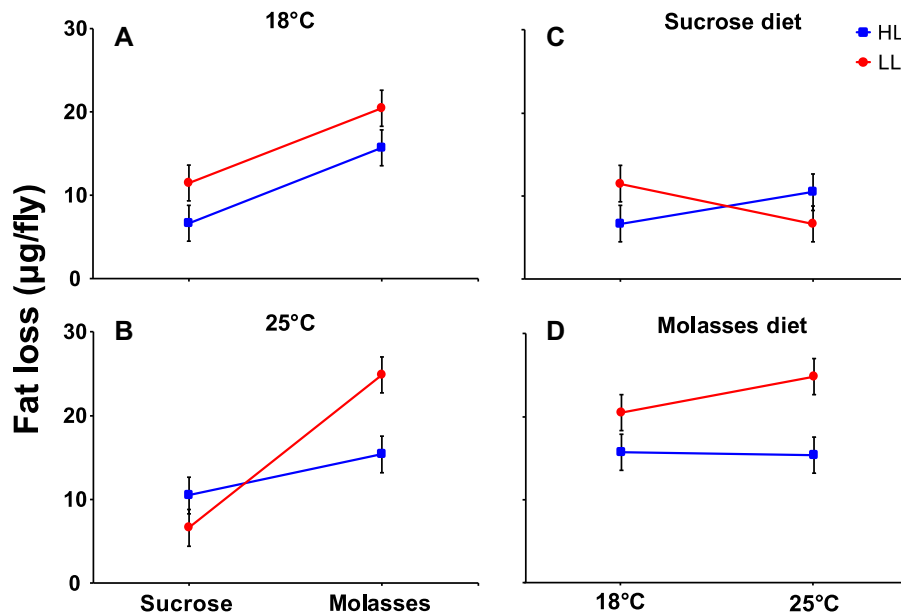 Fat loss (µg/fly)
A
18°C
30
20
10
0
B
25°C
30
20
10
0
Sucrose
Molasses
C
Sucrose diet
HL
LL
D
Molasses diet
18°C
25°C